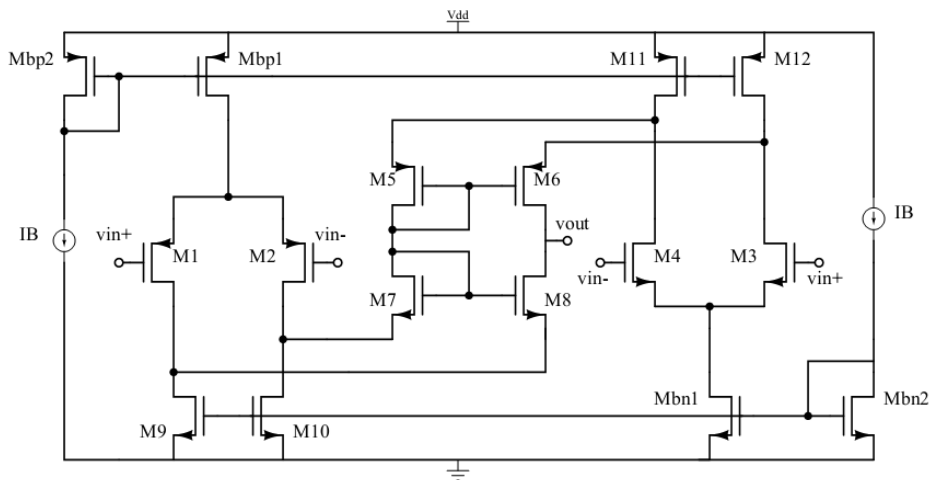 Vdd
Mbp2
Mbp1
M11
M12
M5
M6
IB
vin+
M1
M2
vin-
vout
vin-
M4
M3
vin+
IB
M7
M8
M9
M10
Mbn1
Mbn2